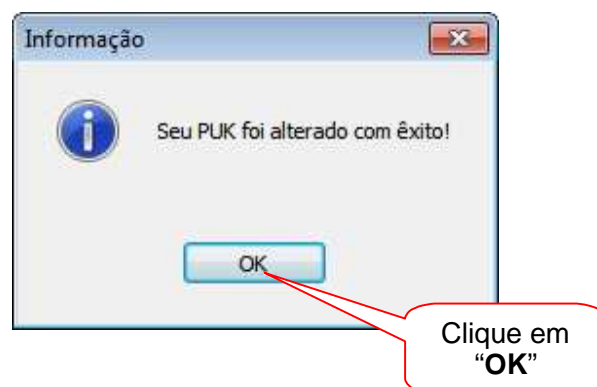 Informação
Seu PUK foi alterado com êxito!
OK
Clique em
“OK”